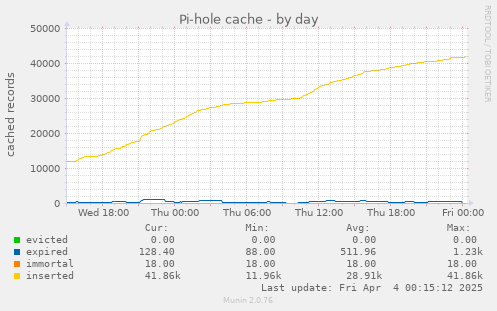 Pi-hole cache - by day
RRDTOOL / TOBI OETIKER
cached records
50000
40000
30000
20000
10000
0
Wed 18:00 Thu 00:00 Thu 06:00 Thu 12:00 Thu 18:00 Fri 00:00
Cur: Min: Avg: Max:
evicted 0.00 0.00 0.00 0.00
expired 128.40 88.00 511.96 1.23k
immortal 18.00 18.00 18.00 18.00
inserted 41.86k 11.96k 28.91k 41.86k
Last update: Fri Apr 4 00:15:12 2025
Munin 2.0.76